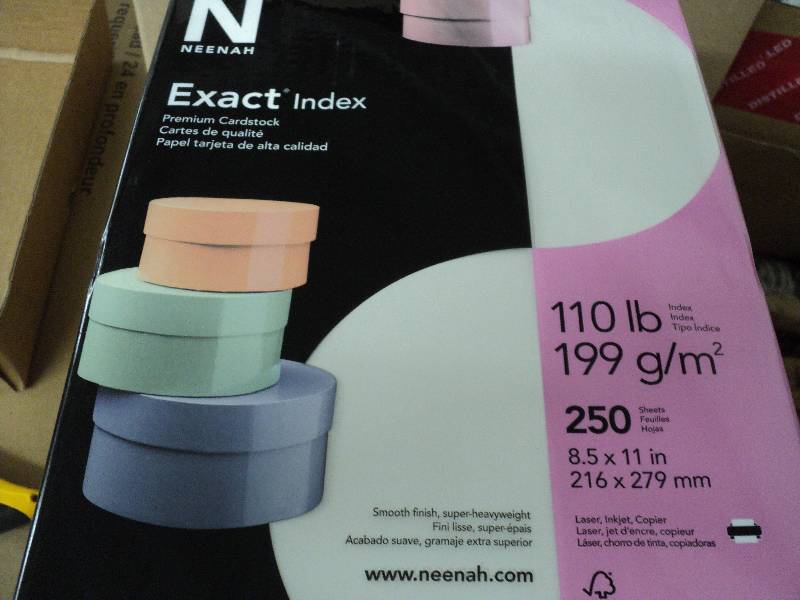 N
NEENAH
Exact® Index
Premium Cardstock
Cartes de qualité
Papel tarjeta de alta calidad
110 lb Index
Index
Tipo Índice
199 g/m²
250 Sheets
Feuilles
Hojas
8.5 x 11 in
216 x 279 mm
Smooth finish, super-heavyweight
Fini lisse, super-épais
Acabado suave, gramaje extra superior
Laser, Inkjet, Copier
Laser, jet d'encre, copieur
Láser, chorro de tinta, copiadoras
www.neenah.com
/ 24 en profondeur
DISTILLED